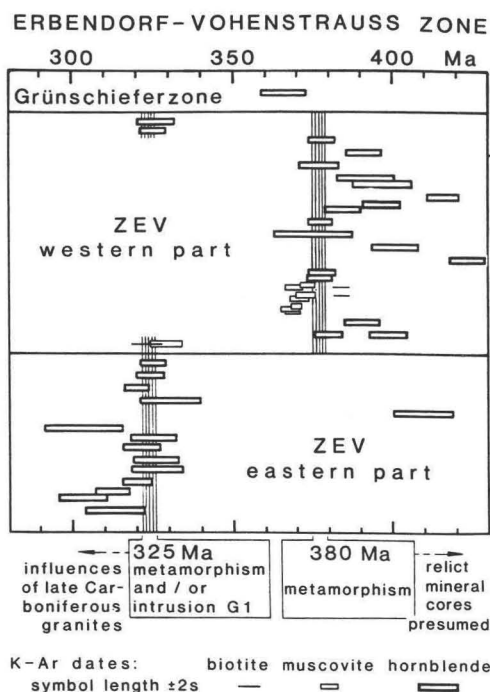 ERBENDORF-VOHENSTRAUSS ZONE
300 350 400 Ma
Grünschieferzone
ZEV
western part
ZEV
eastern part
325 Ma
metamorphism
and / or
intrusion G1
380 Ma
metamorphism
influences
of late Car-
boniferous
granites
relict
mineral
cores
presumed
K-Ar dates: biotite muscovite hornblende
symbol length ±2s